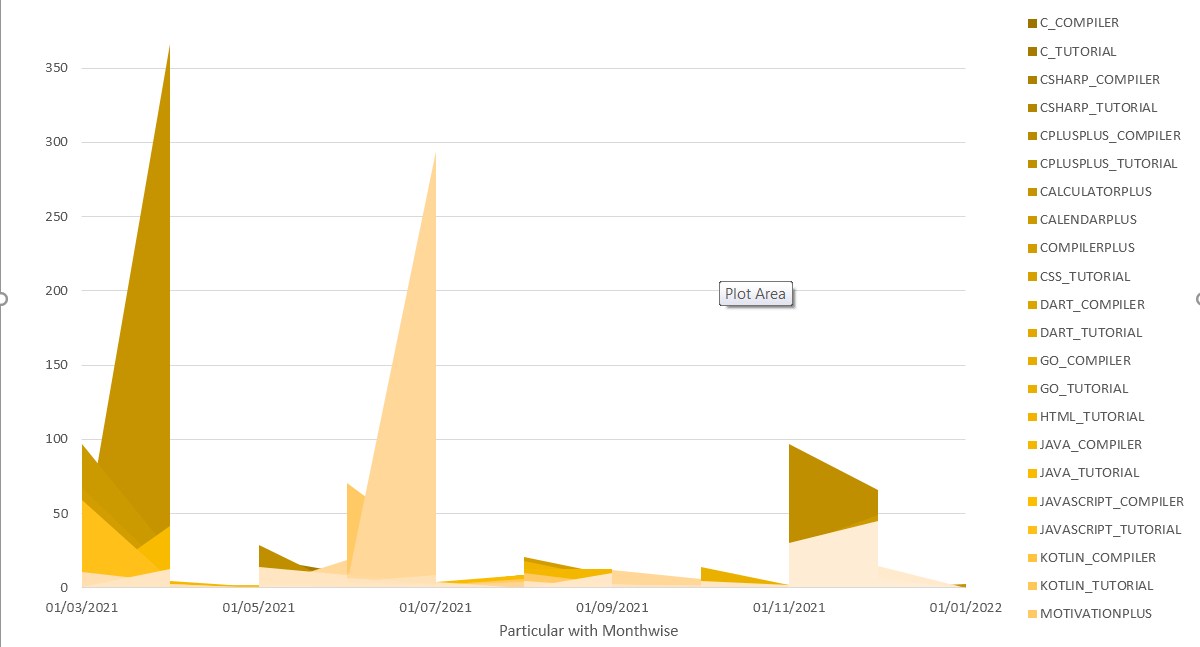 350
300
250
200
150
100
50
0
01/03/2021 01/05/2021 01/07/2021 01/09/2021 01/11/2021 01/01/2022
Particular with Monthwise
Plot Area
C_COMPILER
C_TUTORIAL
CSHARP_COMPILER
CSHARP_TUTORIAL
CPLUSPLUS_COMPILER
CPLUSPLUS_TUTORIAL
CALCULATORPLUS
CALENDARPLUS
COMPILERPLUS
CSS_TUTORIAL
DART_COMPILER
DART_TUTORIAL
GO_COMPILER
GO_TUTORIAL
HTML_TUTORIAL
JAVA_COMPILER
JAVA_TUTORIAL
JAVASCRIPT_COMPILER
JAVASCRIPT_TUTORIAL
KOTLIN_COMPILER
KOTLIN_TUTORIAL
MOTIVATIONPLUS